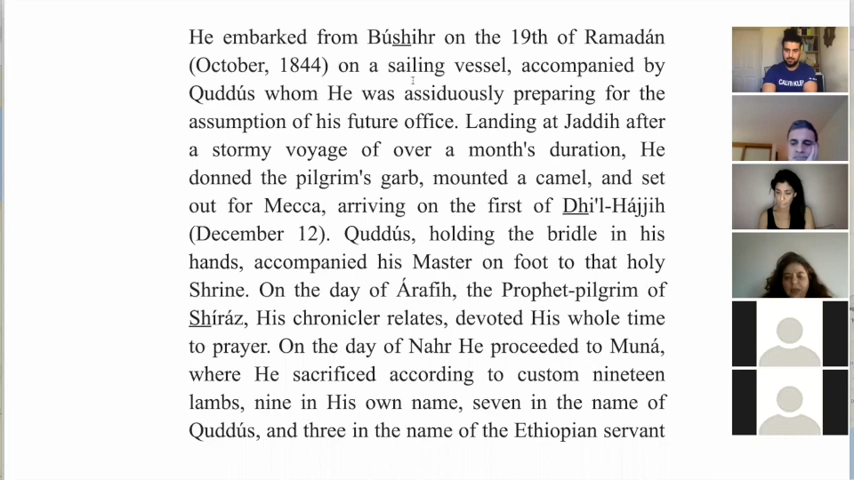 He embarked from Búshihr on the 19th of Ramadán
(October, 1844) on a sailing vessel, accompanied by
Quddús whom He was assiduously preparing for the
assumption of his future office. Landing at Jaddih after
a stormy voyage of over a month's duration, He
donned the pilgrim's garb, mounted a camel, and set
out for Mecca, arriving on the first of Dhi'l-Hájjih
(December 12). Quddús, holding the bridle in his
hands, accompanied his Master on foot to that holy
Shrine. On the day of Árafih, the Prophet-pilgrim of
Shíráz, His chronicler relates, devoted His whole time
to prayer. On the day of Nahr He proceeded to Muná,
where He sacrificed according to custom nineteen
lambs, nine in His own name, seven in the name of
Quddús, and three in the name of the Ethiopian servant
CALVIN KLEIN